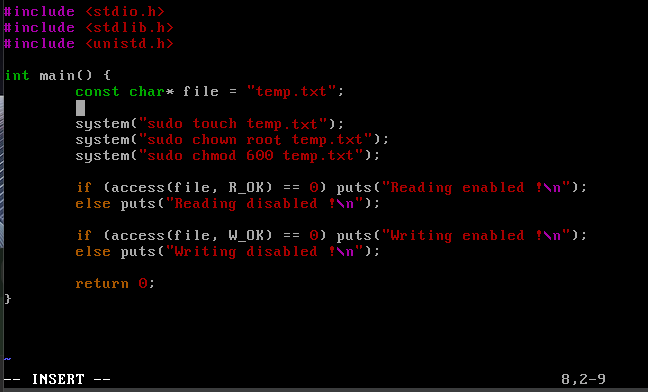 #include <stdio.h>
#include <stdlib.h>
#include <unistd.h>
int main() {
const char* file = "temp.txt";
system("sudo touch temp.txt");
system("sudo chown root temp.txt");
system("sudo chmod 600 temp.txt");
if (access(file, R_OK) == 0) puts("Reading enabled !\n");
else puts("Reading disabled !\n");
if (access(file, W_OK) == 0) puts("Writing enabled !\n");
else puts("Writing disabled !\n");
return 0;
}
~
-- INSERT -- 8,2-9